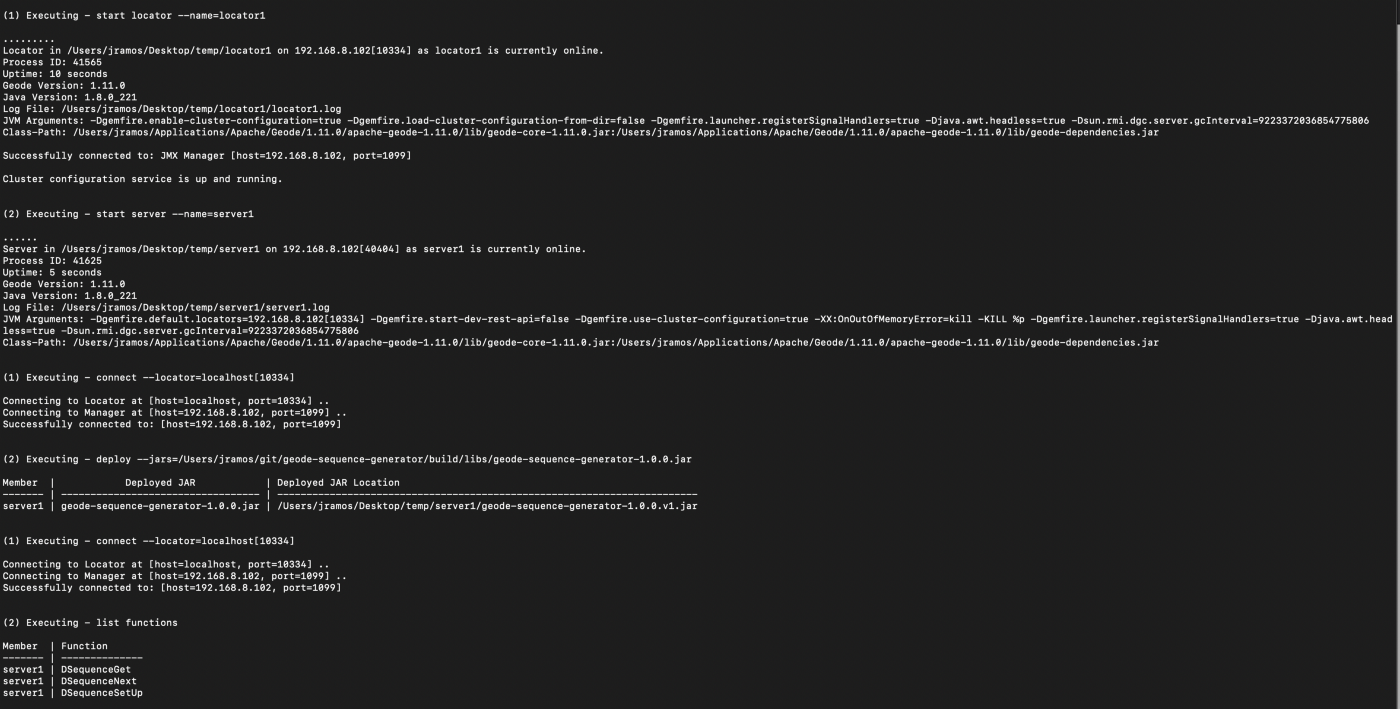 (1) Executing - start locator --name=locator1
.........
Locator in /Users/jramos/Desktop/temp/locator1 on 192.168.8.102[10334] as locator1 is currently online.
Process ID: 41565
Uptime: 10 seconds
Geode Version: 1.11.0
Java Version: 1.8.0_221
Log File: /Users/jramos/Desktop/temp/locator1/locator1.log
JVM Arguments: -Dgemfire.enable-cluster-configuration=true -Dgemfire.load-cluster-configuration-from-dir=false -Dgemfire.launcher.registerSignalHandlers=true -Djava.awt.headless=true -Dsun.rmi.dgc.server.gcInterval=9223372036854775806
Class-Path: /Users/jramos/Applications/Apache/Geode/1.11.0/apache-geode-1.11.0/lib/geode-core-1.11.0.jar:/Users/jramos/Applications/Apache/Geode/1.11.0/apache-geode-1.11.0/lib/geode-dependencies.jar
Successfully connected to: JMX Manager [host=192.168.8.102, port=1099]
Cluster configuration service is up and running.
(2) Executing - start server --name=server1
......
Server in /Users/jramos/Desktop/temp/server1 on 192.168.8.102[40404] as server1 is currently online.
Process ID: 41625
Uptime: 5 seconds
Geode Version: 1.11.0
Java Version: 1.8.0_221
Log File: /Users/jramos/Desktop/temp/server1/server1.log
JVM Arguments: -Dgemfire.default.locators=192.168.8.102[10334] -Dgemfire.start-dev-rest-api=false -Dgemfire.use-cluster-configuration=true -XX:OnOutOfMemoryError=kill -KILL %p -Dgemfire.launcher.registerSignalHandlers=true -Djava.awt.head
less=true -Dsun.rmi.dgc.server.gcInterval=9223372036854775806
Class-Path: /Users/jramos/Applications/Apache/Geode/1.11.0/apache-geode-1.11.0/lib/geode-core-1.11.0.jar:/Users/jramos/Applications/Apache/Geode/1.11.0/apache-geode-1.11.0/lib/geode-dependencies.jar
(1) Executing - connect --locator=localhost[10334]
Connecting to Locator at [host=localhost, port=10334] ..
Connecting to Manager at [host=192.168.8.102, port=1099] ..
Successfully connected to: [host=192.168.8.102, port=1099]
(2) Executing - deploy --jars=/Users/jramos/git/geode-sequence-generator/build/libs/geode-sequence-generator-1.0.0.jar
Member | Deployed JAR | Deployed JAR Location
------- | ---------------------------------- | ------------------------------------------------------------------------
server1 | geode-sequence-generator-1.0.0.jar | /Users/jramos/Desktop/temp/server1/geode-sequence-generator-1.0.0.v1.jar
(1) Executing - connect --locator=localhost[10334]
Connecting to Locator at [host=localhost, port=10334] ..
Connecting to Manager at [host=192.168.8.102, port=1099] ..
Successfully connected to: [host=192.168.8.102, port=1099]
(2) Executing - list functions
Member | Function
------- | --------------
server1 | DSequenceGet
server1 | DSequenceNext
server1 | DSequenceSetUp